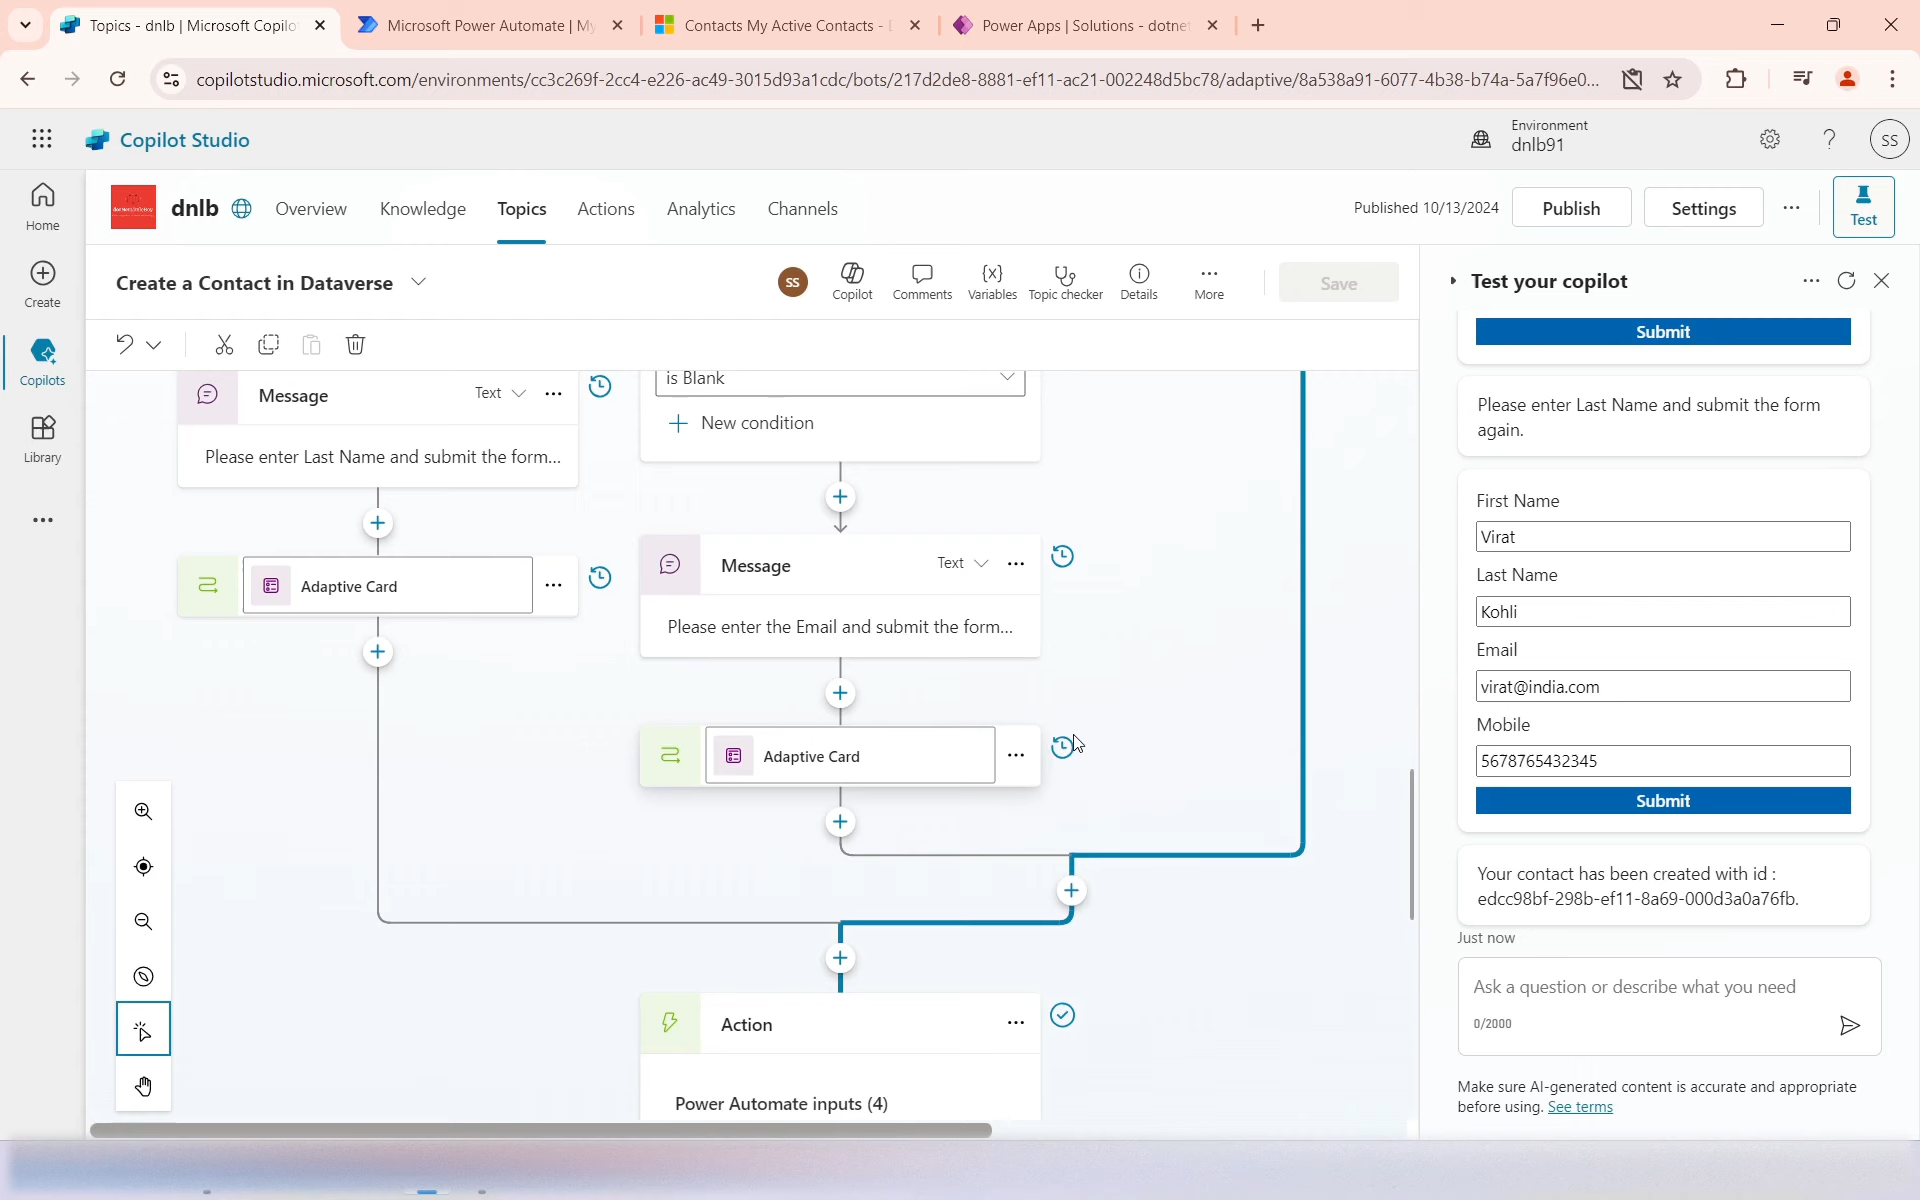 Topics - dnlb | Microsoft Copilo
Microsoft Power Automate | My
Contacts My Active Contacts -
Power Apps | Solutions - dotne
copilotstudio.microsoft.com/environments/cc3c269f-2cc4-e226-ac49-3015d93a1cdc/bots/217d2de8-8881-ef11-ac21-002248d5bc78/adaptive/8a538a91-6077-4b38-b74a-5a7f96e0...
Copilot Studio
Environment
dnlb91
SS
Home
Create
Copilots
Library
dnlb
Overview
Knowledge
Topics
Actions
Analytics
Channels
Published 10/13/2024
Publish
Settings
Test
Create a Contact in Dataverse
SS
Copilot
Comments
Variables
Topic checker
Details
More
Save
Message
Text
Please enter Last Name and submit the form...
Adaptive Card
is Blank
New condition
Message
Text
Please enter the Email and submit the form...
Adaptive Card
Action
Power Automate inputs (4)
Test your copilot
Submit
Please enter Last Name and submit the form
again.
First Name
Virat
Last Name
Kohli
Email
virat@india.com
Mobile
5678765432345
Submit
Your contact has been created with id :
edcc98bf-298b-ef11-8a69-000d3a0a76fb.
Just now
Ask a question or describe what you need
0/2000
Make sure AI-generated content is accurate and appropriate
before using. See terms